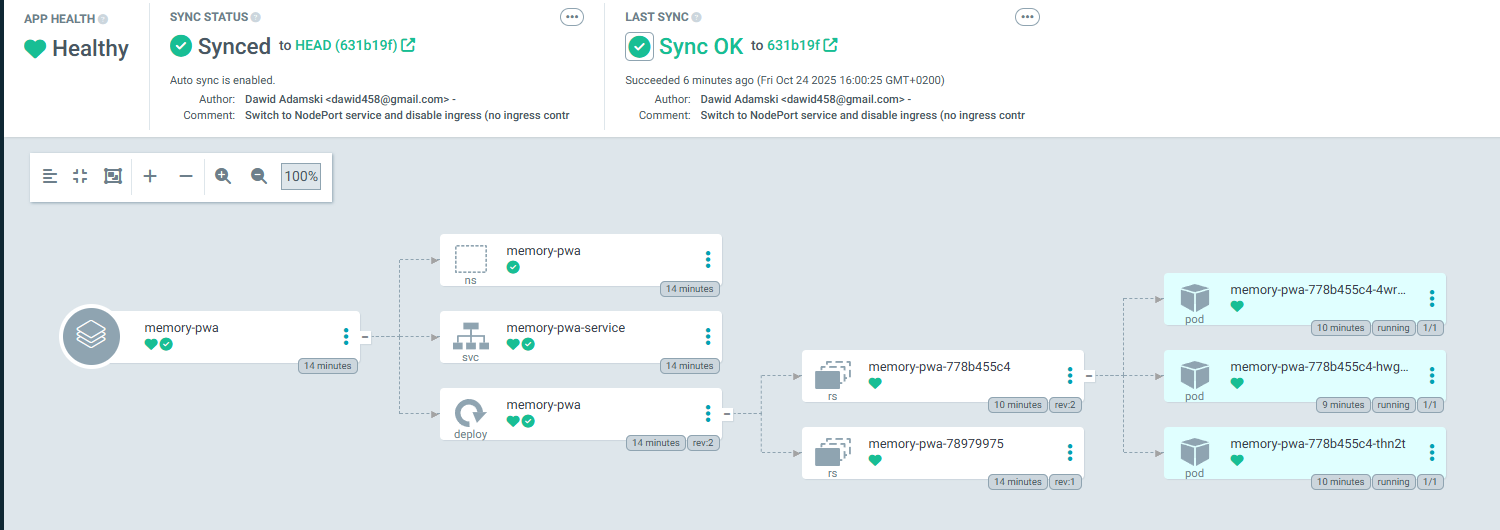 APP HEALTH
Healthy
SYNC STATUS
Synced to HEAD (631b19f)
Auto sync is enabled.
Author: Dawid Adamski <dawid458@gmail.com> -
Comment: Switch to NodePort service and disable ingress (no ingress contr
LAST SYNC
Sync OK to 631b19f
Succeeded 6 minutes ago (Fri Oct 24 2025 16:00:25 GMT+0200)
Author: Dawid Adamski <dawid458@gmail.com> -
Comment: Switch to NodePort service and disable ingress (no ingress contr
100%
memory-pwa
14 minutes
memory-pwa
ns
14 minutes
memory-pwa-service
svc
14 minutes
memory-pwa
deploy
14 minutes rev:2
memory-pwa-778b455c4
rs
10 minutes rev:2
memory-pwa-78979975
rs
14 minutes rev:1
memory-pwa-778b455c4-4wr...
pod
10 minutes running 1/1
memory-pwa-778b455c4-hwg...
pod
9 minutes running 1/1
memory-pwa-778b455c4-thn2t
pod
10 minutes running 1/1